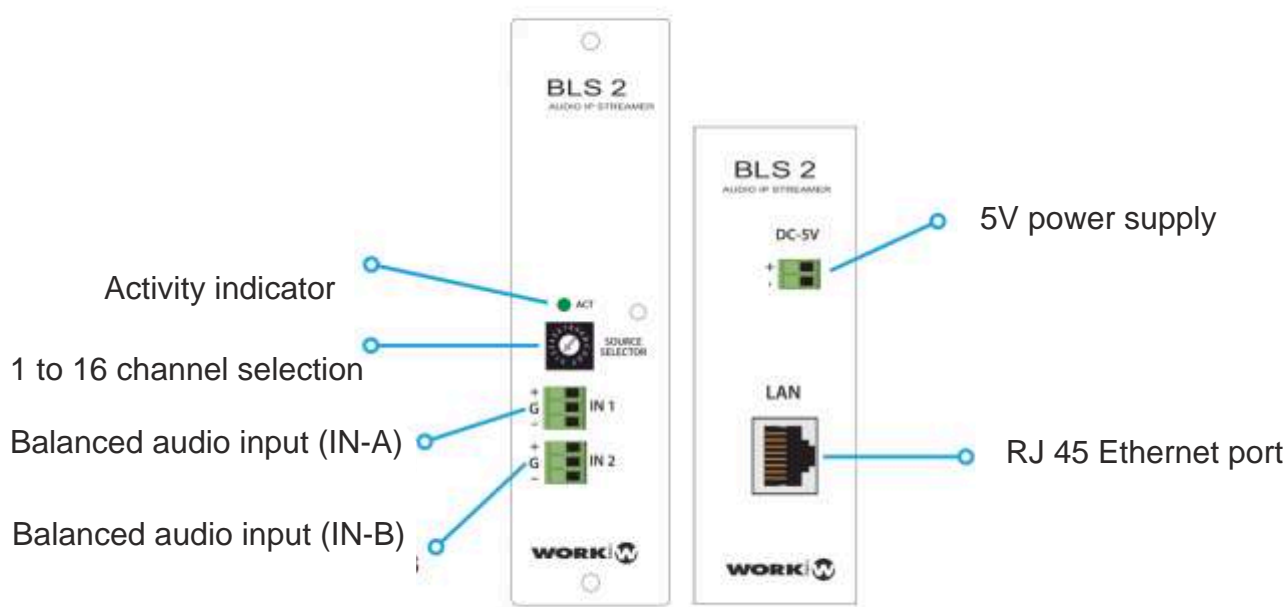 BLS 2
AUDIO IP STREAMER
BLS 2
AUDIO IP STREAMER
5V power supply
DC-5V
+
-
Activity indicator
ACT
1 to 16 channel selection
SOURCE
SELECTOR
LAN
Balanced audio input (IN-A)
+
G
-
IN 1
RJ 45 Ethernet port
Balanced audio input (IN-B)
+
G
-
IN 2
WORK
WORK